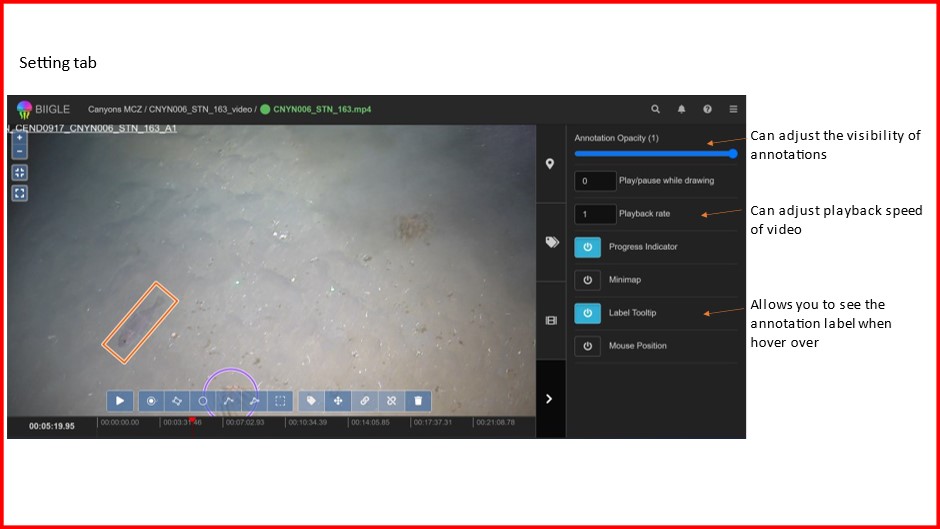 Setting tab
BIIGLE
Canyons MCZ / CNYN006_STN_163_video / CNYN006_STN_163.mp4
_CEND0917_CNYN006_STN_163_A1
Annotation Opacity (1)
Can adjust the visibility of
annotations
0 Play/pause while drawing
1 Playback rate
Can adjust playback speed
of video
Progress Indicator
Minimap
Label Tooltip
Allows you to see the
annotation label when
hover over
Mouse Position
00:05:19.95
00:00:00.00 00:03:31.48 00:07:02.93 00:10:34.39 00:14:05.85 00:17:37.31 00:21:08.78